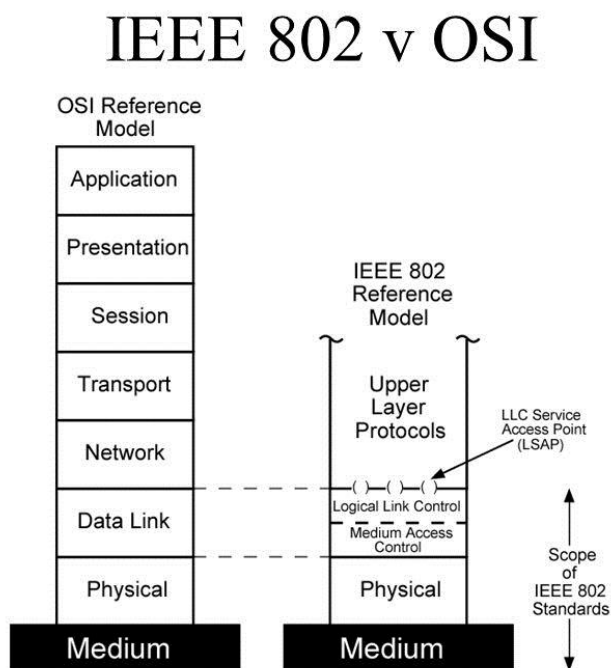 IEEE 802 v OSI
OSI Reference
Model
Application
Presentation
Session
Transport
Network
Data Link
Physical
Medium
IEEE 802
Reference
Model
Upper
Layer
Protocols
LLC Service
Access Point
(LSAP)
Logical Link Control
Medium Access
Control
Physical
Medium
Scope
of
IEEE 802
Standards